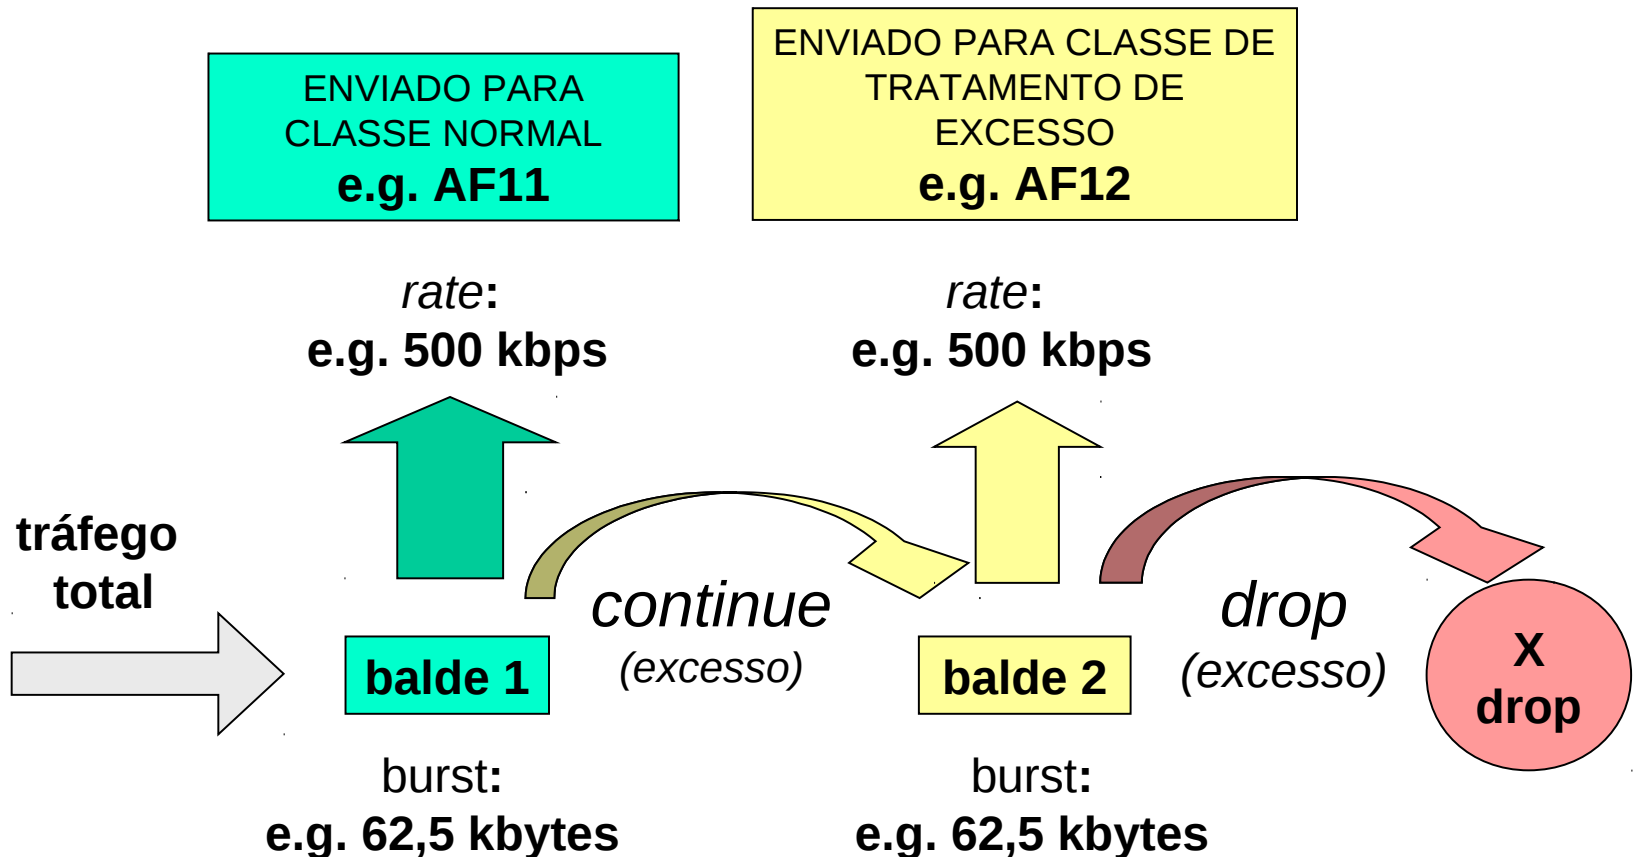 ENVIADO PARA
CLASSE NORMAL
e.g. AF11
ENVIADO PARA CLASSE DE
TRATAMENTO DE
EXCESSO
e.g. AF12
rate:
e.g. 500 kbps
rate:
e.g. 500 kbps
tráfego
total
continue
(excesso)
drop
(excesso)
X
drop
balde 1
balde 2
burst:
e.g. 62,5 kbytes
burst:
e.g. 62,5 kbytes